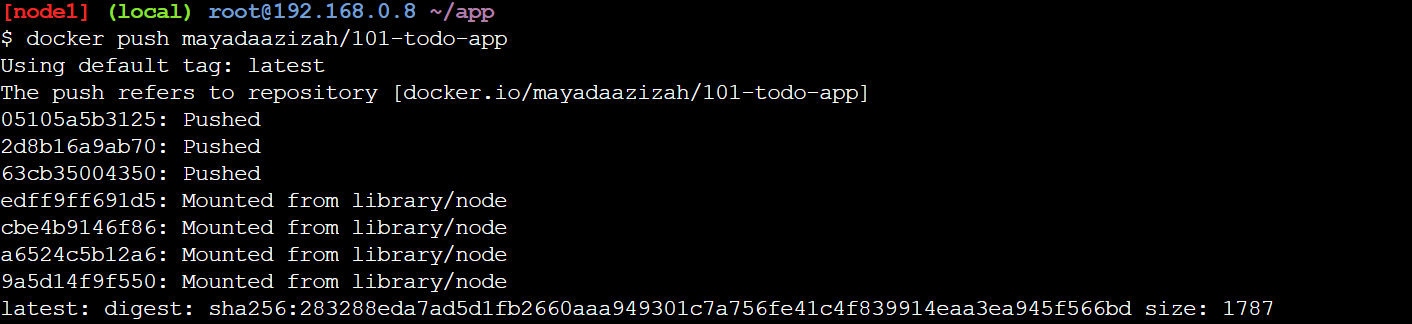 [node1] (local) root@192.168.0.8 ~/app
$ docker push mayadaazizah/101-todo-app
Using default tag: latest
The push refers to repository [docker.io/mayadaazizah/101-todo-app]
05105a5b3125: Pushed
2d8b16a9ab70: Pushed
63cb35004350: Pushed
edff9ff691d5: Mounted from library/node
cbe4b9146f86: Mounted from library/node
a6524c5b12a6: Mounted from library/node
9a5d14f9f550: Mounted from library/node
latest: digest: sha256:283288eda7ad5d1fb2660aaa949301c7a756fe41c4f839914eaa3ea945f566bd size: 1787